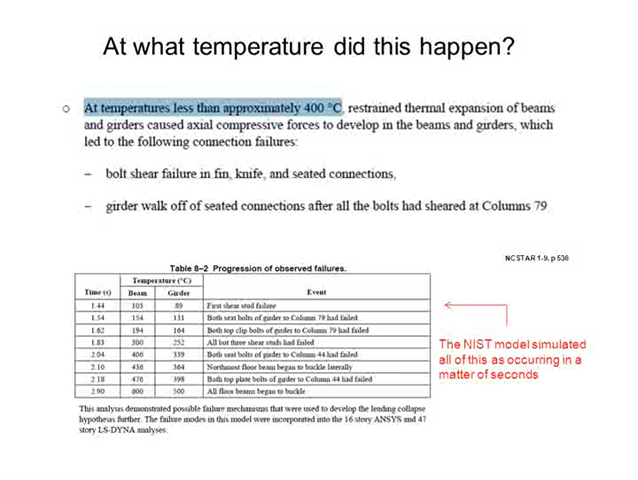 At what temperature did this happen?
o At temperatures less than approximately 400 °C, restrained thermal expansion of beams
and girders caused axial compressive forces to develop in the beams and girders, which
led to the following connection failures:
– bolt shear failure in fin, knife, and seated connections,
– girder walk off of seated connections after all the bolts had sheared at Columns 79
NCSTAR 1-9, p 536
Table 8–2 Progression of observed failures.
Temperature (°C)
Time (s) Beam Girder Event
1.44 103 89 First shear stud failure
1.54 154 131 Both seat bolts of girder to Column 79 had failed
1.62 194 164 Both top clip bolts of girder to Column 79 had failed
1.83 300 252 All but three shear studs had failed
2.04 406 339 Both seat bolts of girder to Column 44 had failed
2.10 436 364 Northmost floor beam began to buckle laterally
2.18 476 398 Both top plate bolts of girder to Column 44 had failed
2.90 600 500 All floor beams began to buckle
The NIST model simulated
all of this as occurring in a
matter of seconds
This analysis demonstrated possible failure mechanisms that were used to develop the leading collapse
hypothesis further. The failure modes in this model were incorporated into the 16 story ANSYS and 47
story LS-DYNA analyses.